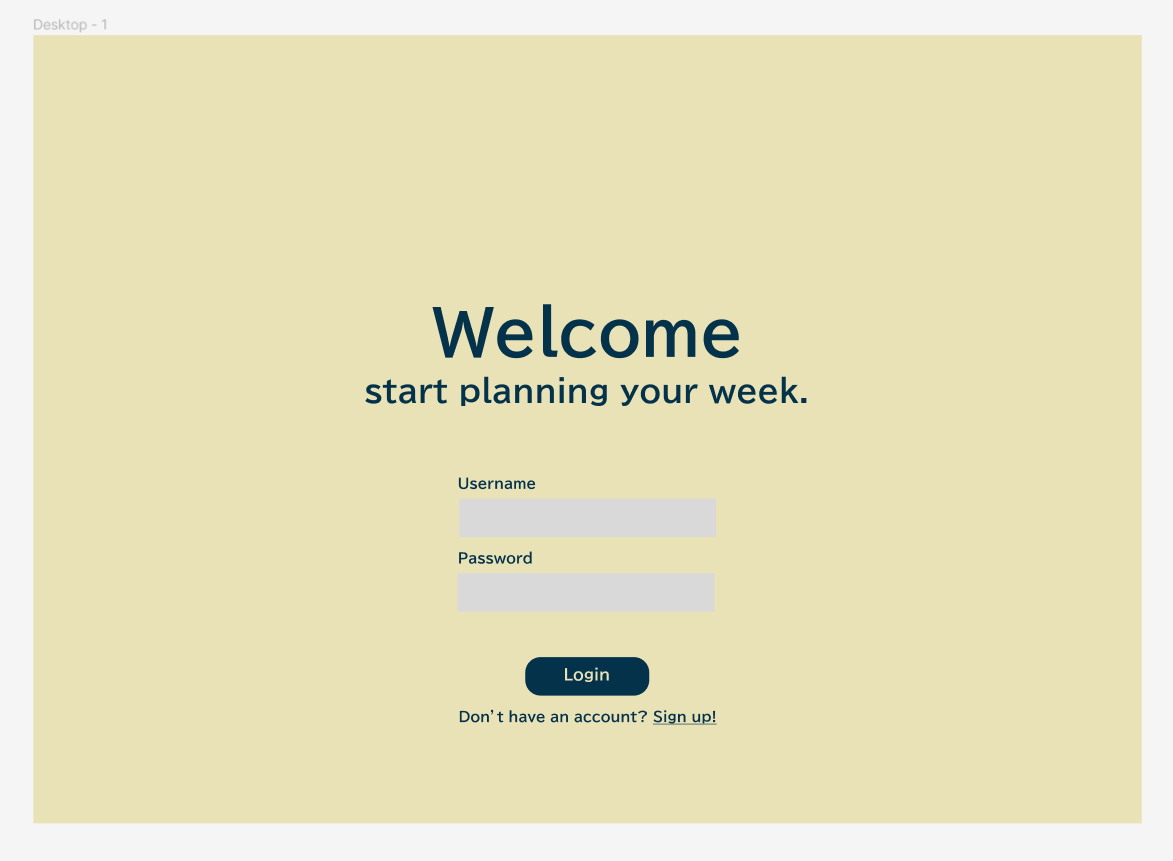 Desktop - 1
Welcome
start planning your week.
Username
Password
Login
Don’t have an account? Sign up!